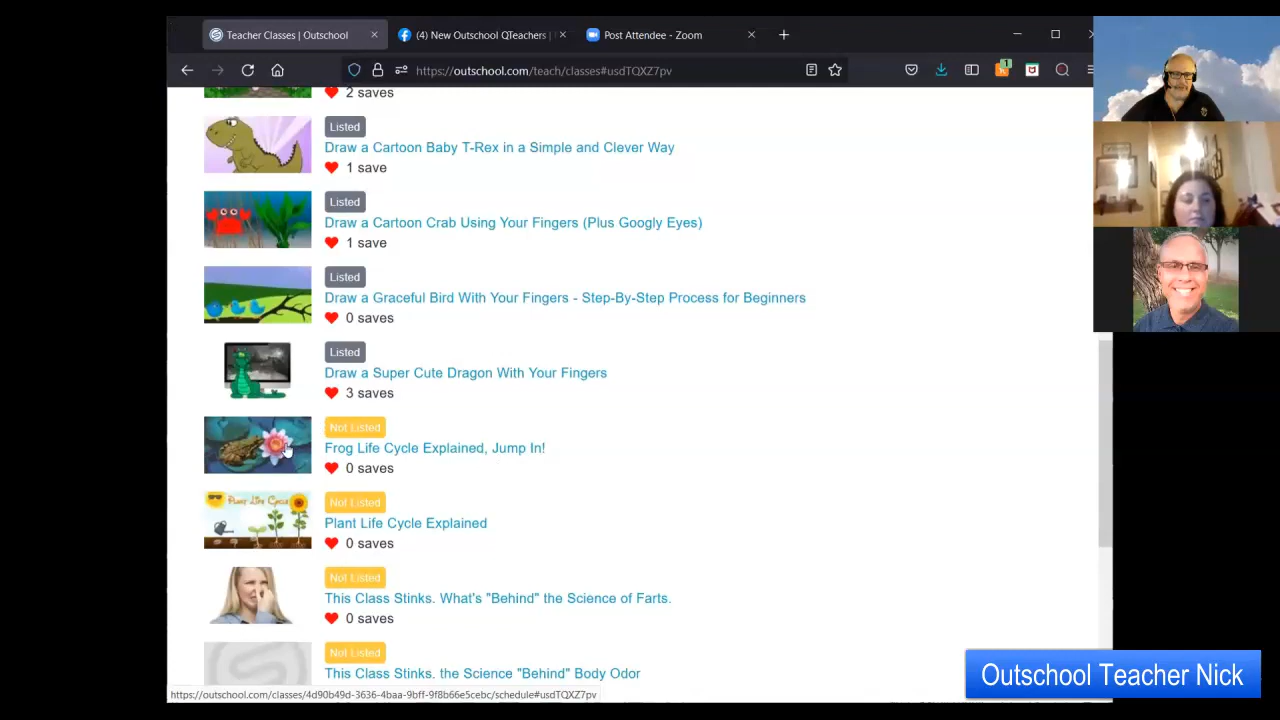 Teacher Classes | Outschool
(4) New Outschool QTeachers |
Post Attendee - Zoom
https://outschool.com/teach/classes#usdTQXZ7pv
1
2 saves
Listed
Draw a Cartoon Baby T-Rex in a Simple and Clever Way
1 save
Listed
Draw a Cartoon Crab Using Your Fingers (Plus Googly Eyes)
1 save
Listed
Draw a Graceful Bird With Your Fingers - Step-By-Step Process for Beginners
0 saves
Listed
Draw a Super Cute Dragon With Your Fingers
3 saves
Not Listed
Frog Life Cycle Explained, Jump In!
0 saves
Plant Life Cycle
Not Listed
Plant Life Cycle Explained
0 saves
Not Listed
This Class Stinks. What's "Behind" the Science of Farts.
0 saves
Not Listed
This Class Stinks. the Science "Behind" Body Odor
https://outschool.com/classes/4d90b49d-3636-4baa-9bff-9f8b66e5cebc/schedule#usdTQXZ7pv
Outschool Teacher Nick